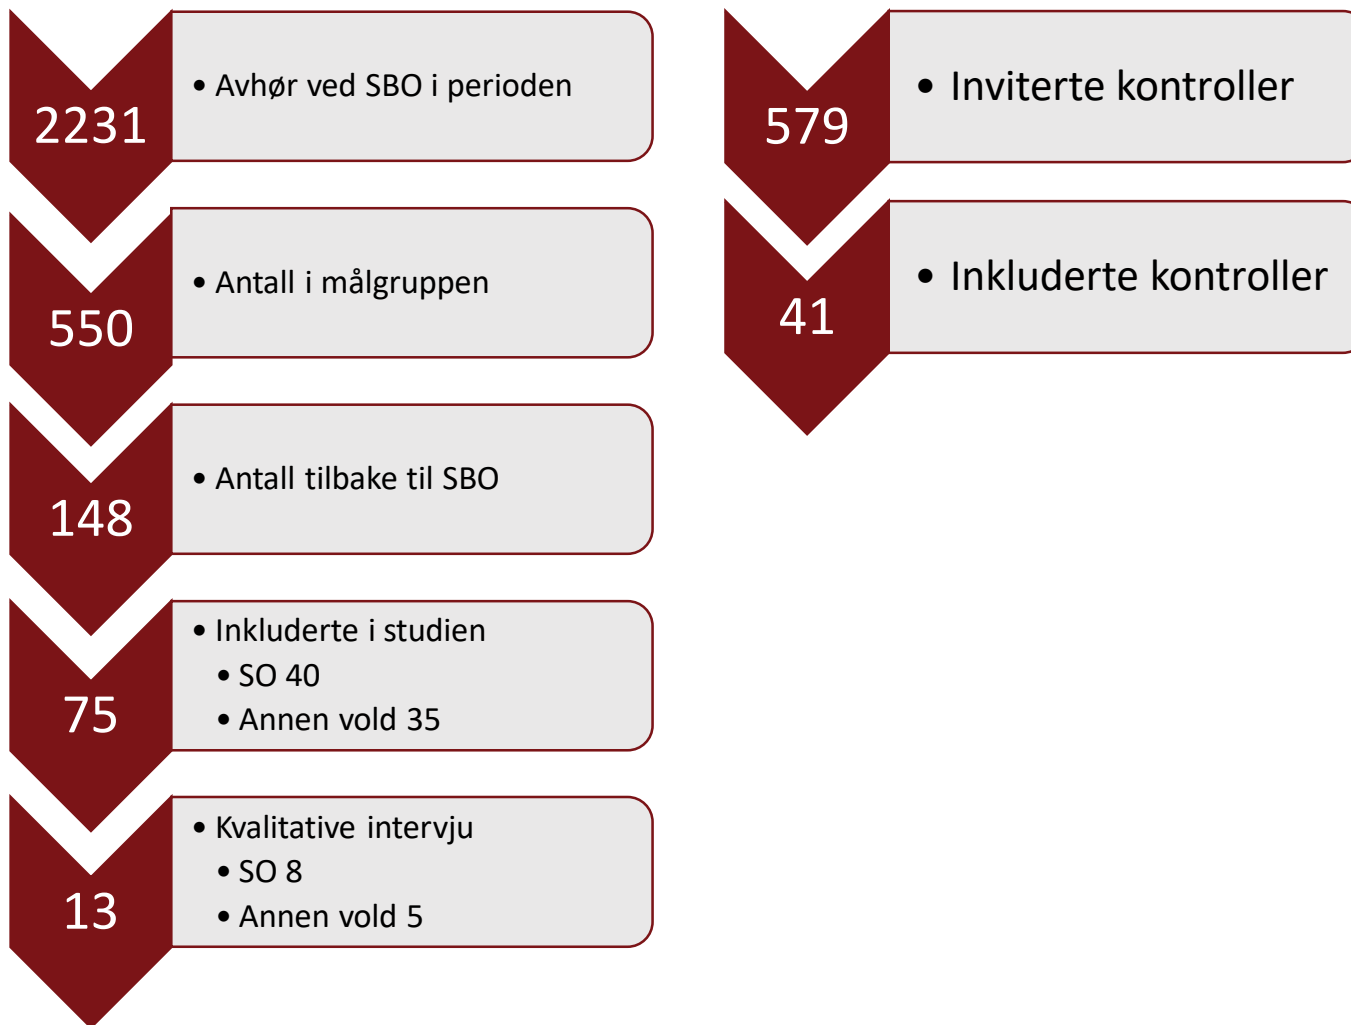 2231
• Avhør ved SBO i perioden
550
• Antall i målgruppen
148
• Antall tilbake til SBO
75
• Inkluderte i studien
• SO 40
• Annen vold 35
13
• Kvalitative intervju
• SO 8
• Annen vold 5
579
• Inviterte kontroller
41
• Inkluderte kontroller